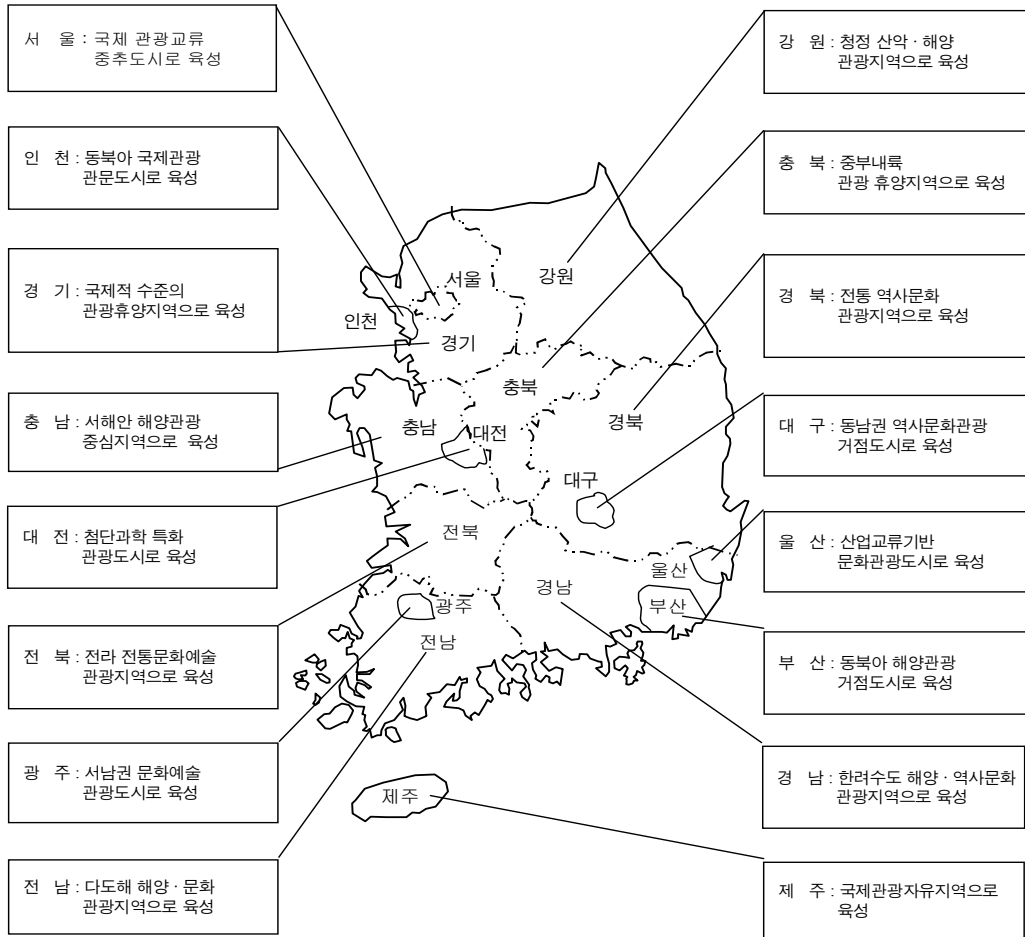 서 울 : 국제 관광교류
중추도시로 육성
인 천 : 동북아 국제관광
관문도시로 육성
경 기 : 국제적 수준의
관광휴양지역으로 육성
충 남 : 서해안 해양관광
중심지역으로 육성
대 전 : 첨단과학 특화
관광도시로 육성
전 북 : 전라 전통문화예술
관광지역으로 육성
광 주 : 서남권 문화예술
관광도시로 육성
전 남 : 다도해 해양 · 문화
관광지역으로 육성
서울
강원
인천
경기
충북
충남
대전
경북
대구
전북
울산
경남
부산
광주
전남
제주
강 원 : 청정 산악 · 해양
관광지역으로 육성
충 북 : 중부내륙
관광 휴양지역으로 육성
경 북 : 전통 역사문화
관광지역으로 육성
대 구 : 동남권 역사문화관광
거점도시로 육성
울 산 : 산업교류기반
문화관광도시로 육성
부 산 : 동북아 해양관광
거점도시로 육성
경 남 : 한려수도 해양 · 역사문화
관광지역으로 육성
제 주 : 국제관광자유지역으로
육성